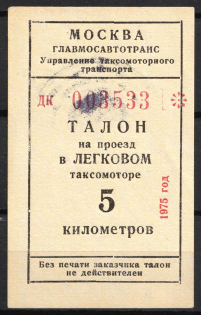 МОСКВА
ГЛАВМОСАВТОТРАНС
Управление таксомоторного
транспорта
ДК 003533
ТАЛОН
на проезд
в ЛЕГКОВОМ
таксомоторе
5
километров
1975 год
Без печати заказчика талон
не действителен